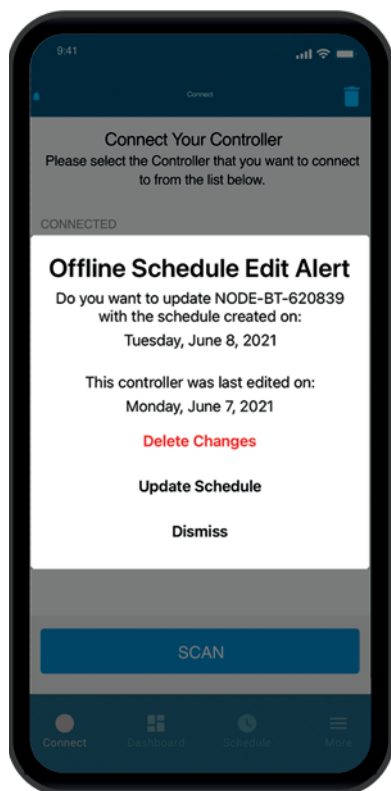 9:41
Connect
Connect Your Controller
Please select the Controller that you want to connect
to from the list below.
CONNECTED
Offline Schedule Edit Alert
Do you want to update NODE-BT-620839
with the schedule created on:
Tuesday, June 8, 2021
This controller was last edited on:
Monday, June 7, 2021
Delete Changes
Update Schedule
Dismiss
SCAN
Connect Dashboard Schedule More